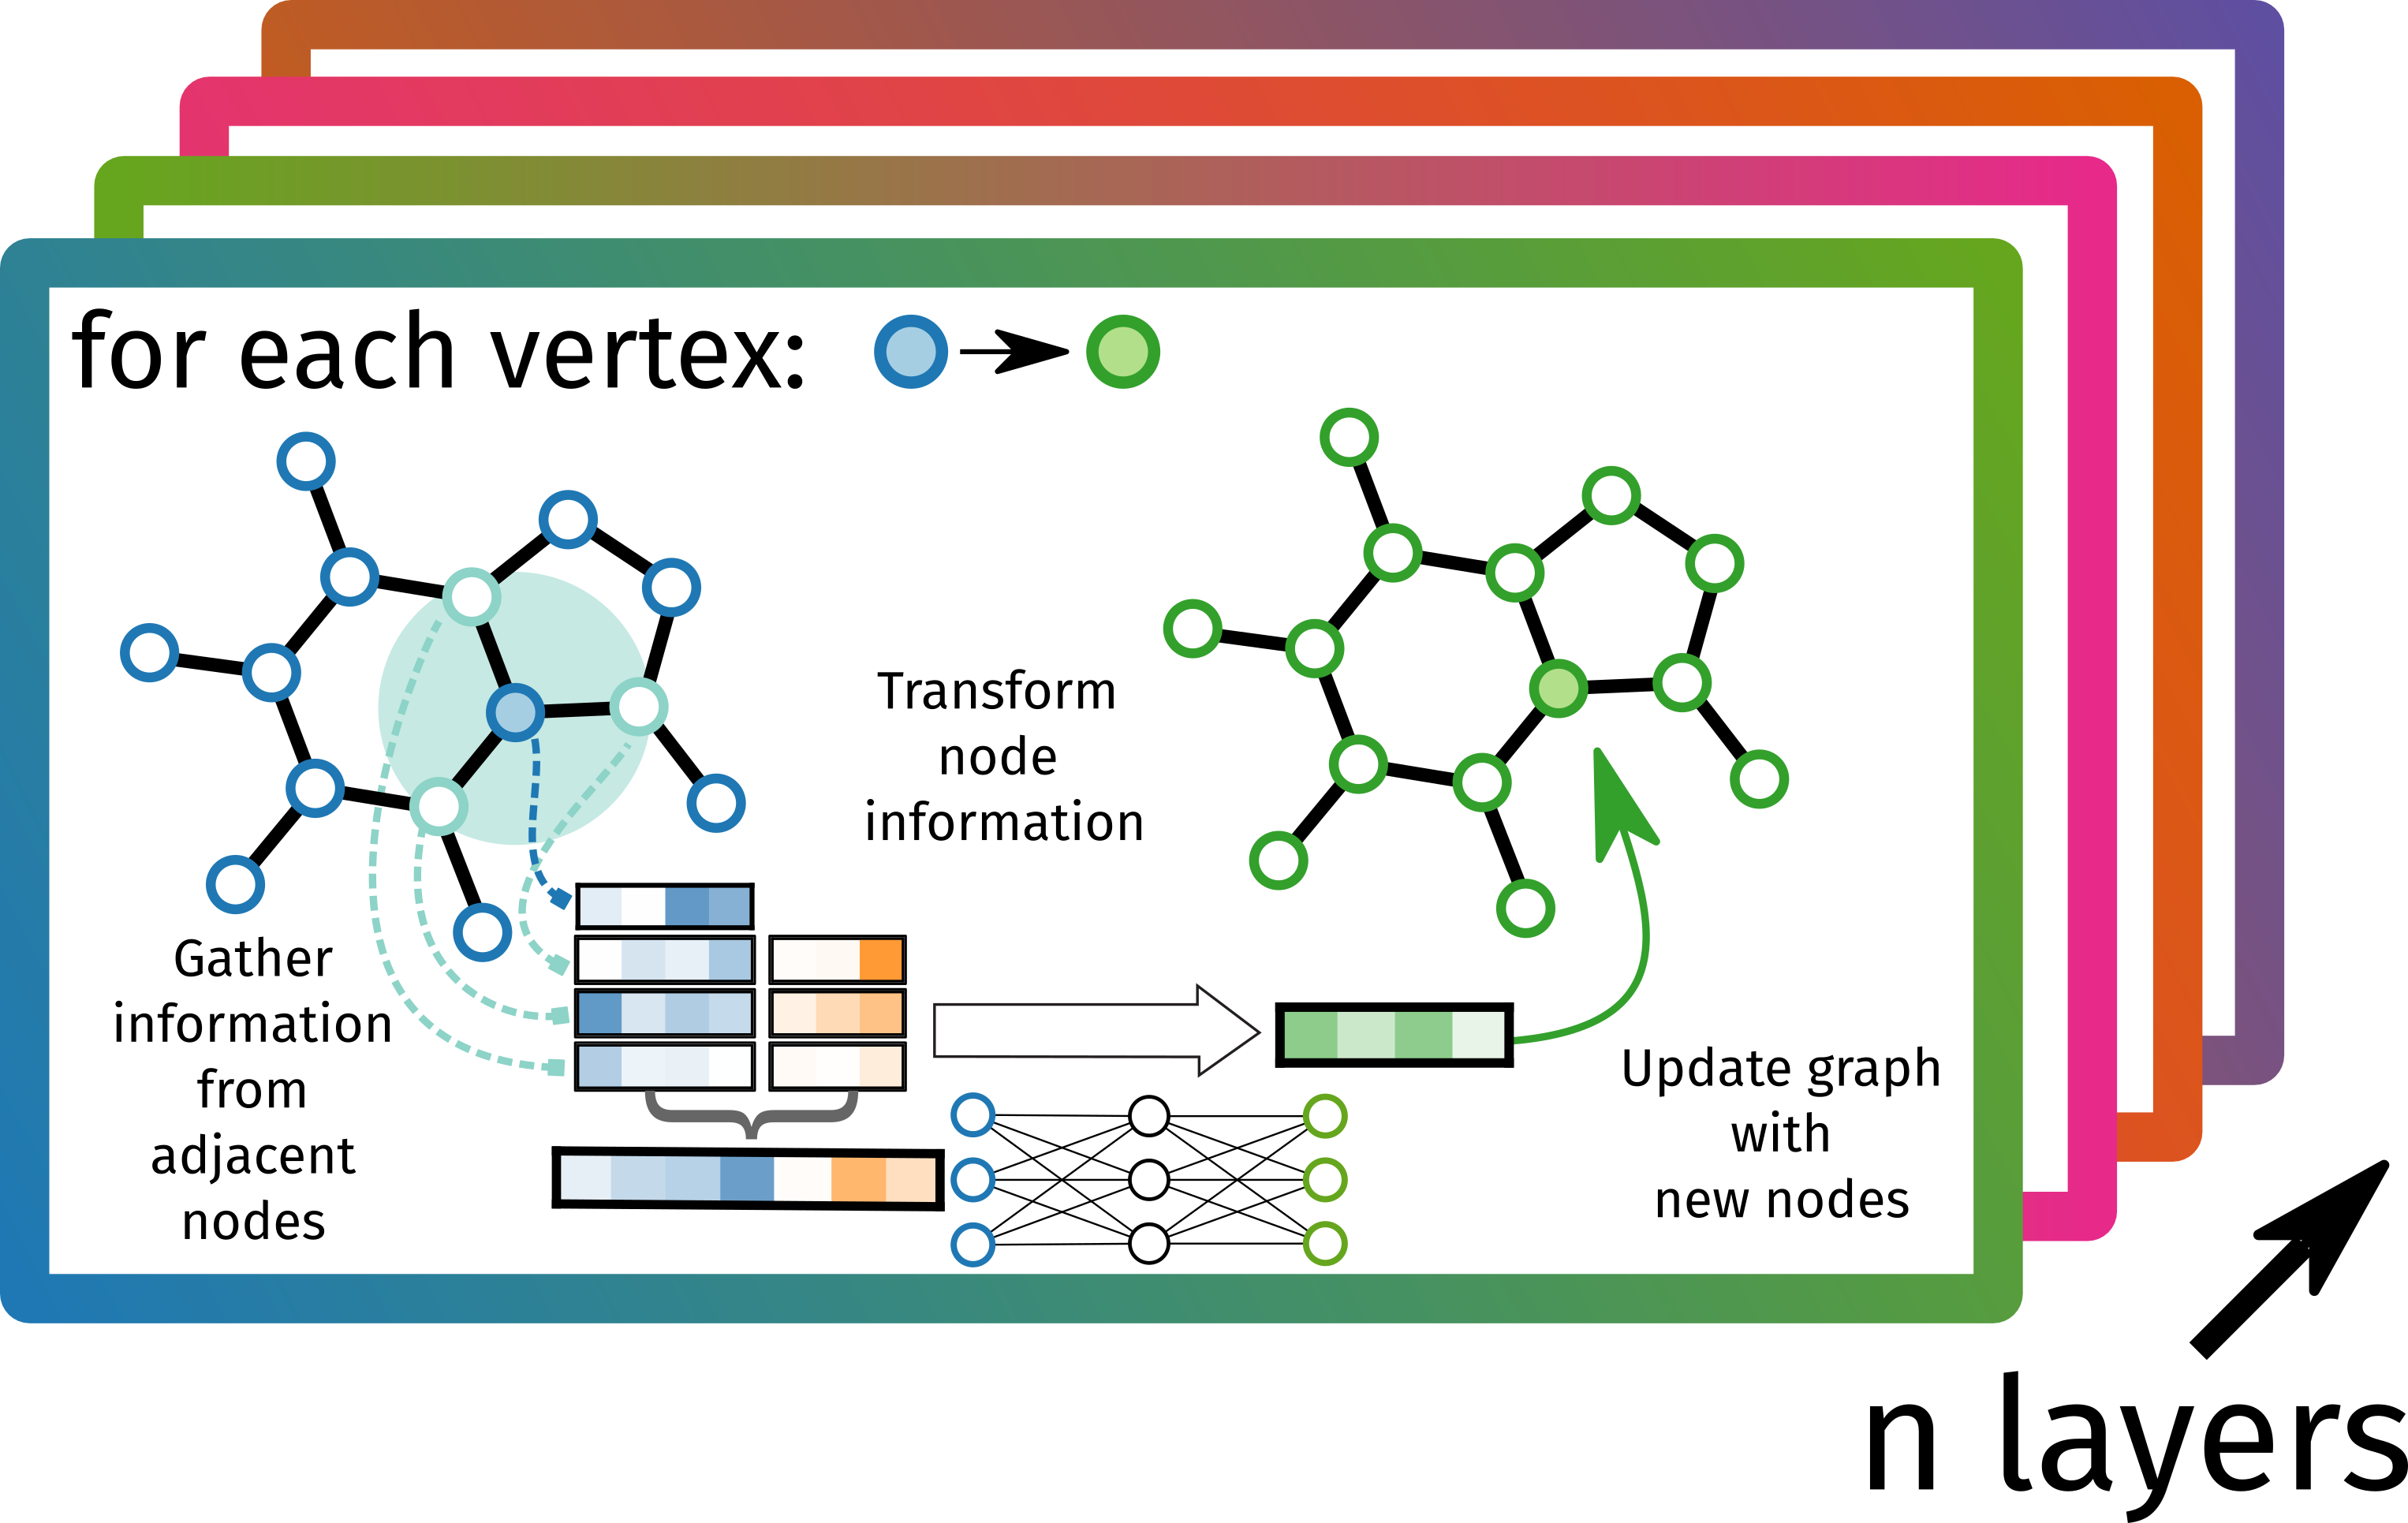 for each vertex:
Transform
node
information
Gather
information
from
adjacent
nodes
Update graph
with
new nodes
n layers